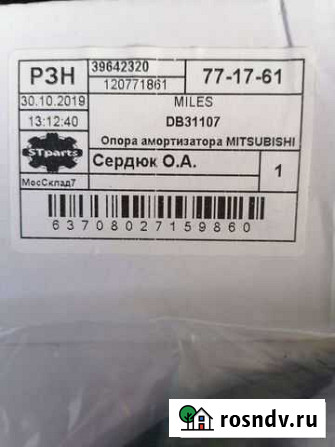 РЗН
39642320
120771861
77-17-61
30.10.2019
MILES
13:12:40
DB31107
Опора амортизатора MITSUBISHI
STparts
Сердюк О.А.
1
МосСклад7
63708027159860
rosndv.ru